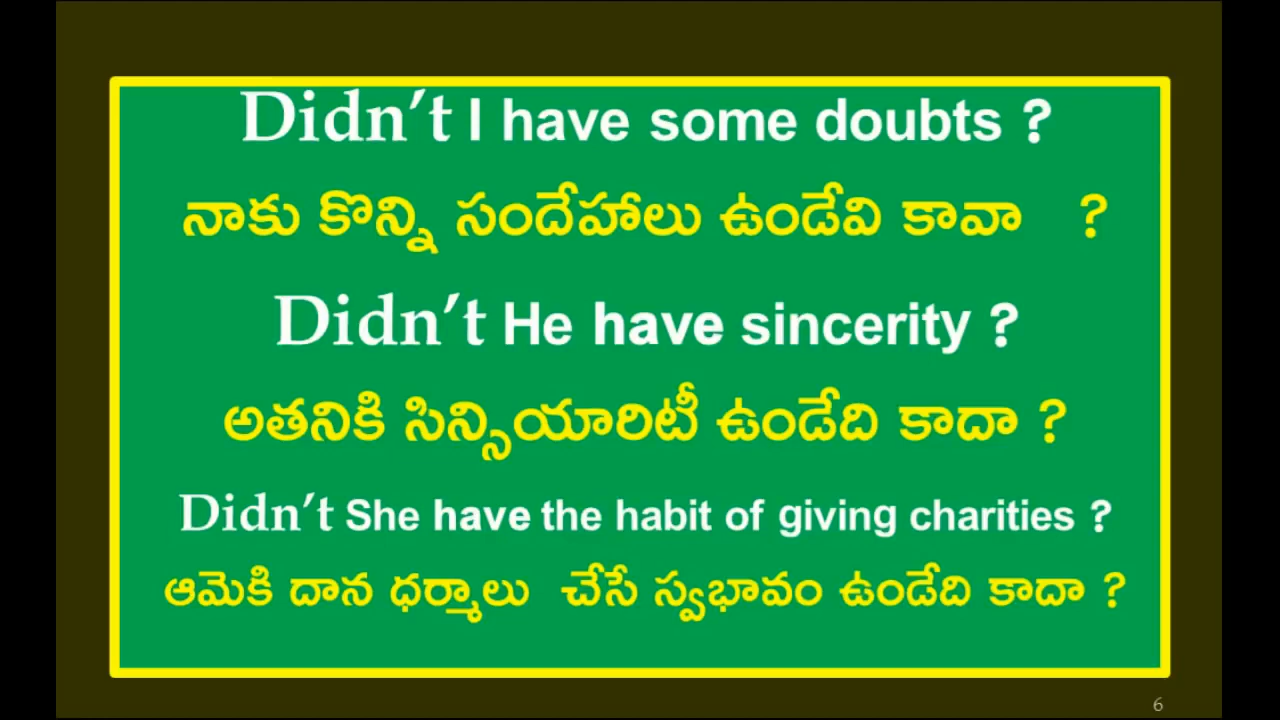 Didn't I have some doubts ?
నాకు కొన్ని సందేహాలు ఉండేవి కావా ?
Didn't He have sincerity ?
అతనికి సిన్సియారిటీ ఉండేది కాదా ?
Didn't She have the habit of giving charities ?
ఆమెకి దాన ధర్మాలు చేసే స్వభావం ఉండేది కాదా ?
6